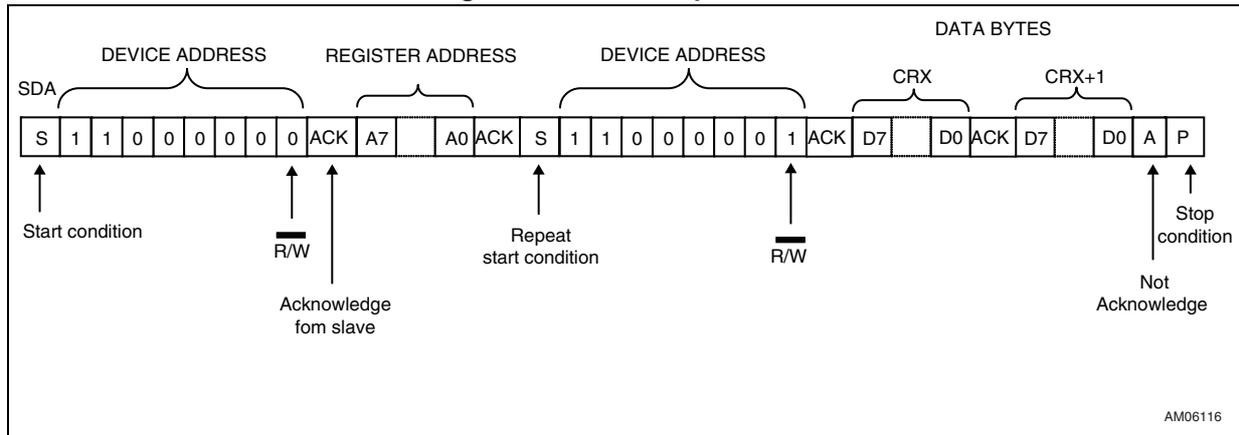 DATA BYTES
DEVICE ADDRESS REGISTER ADDRESS DEVICE ADDRESS
SDA CRX CRX+1
S 1 1 0 0 0 0 0 0 ACK A7 A0 ACK S 1 1 0 0 0 0 0 1 ACK D7 D0 ACK D7 D0 A P
Start condition
R/W
Acknowledge
fom slave
Repeat
start condition
R/W
Stop
condition
Not
Acknowledge
AM06116